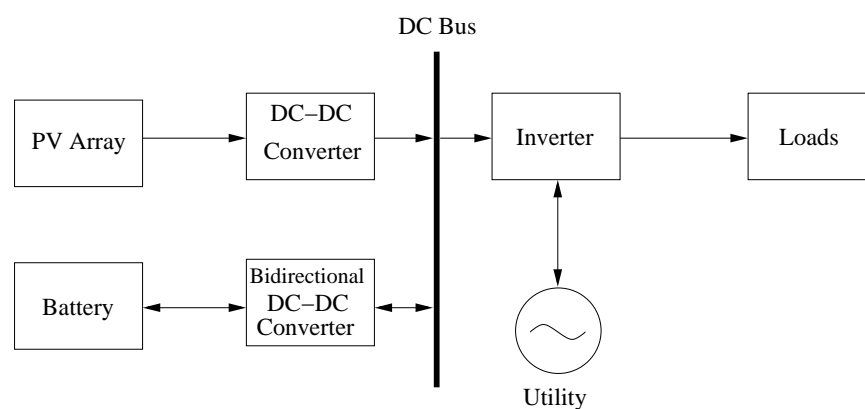 DC Bus
PV Array
DC–DC
Converter
Inverter
Loads
Battery
Bidirectional
DC–DC
Converter
Utility